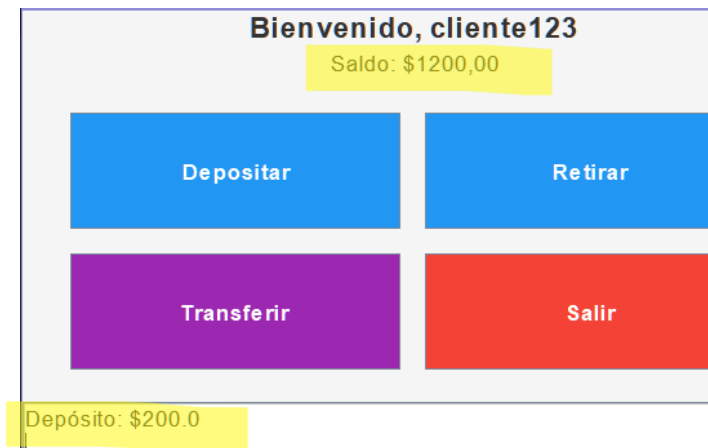 Bienvenido, cliente123
Saldo: $1200,00
Depositar
Retirar
Transferir
Salir
Depósito: $200.0